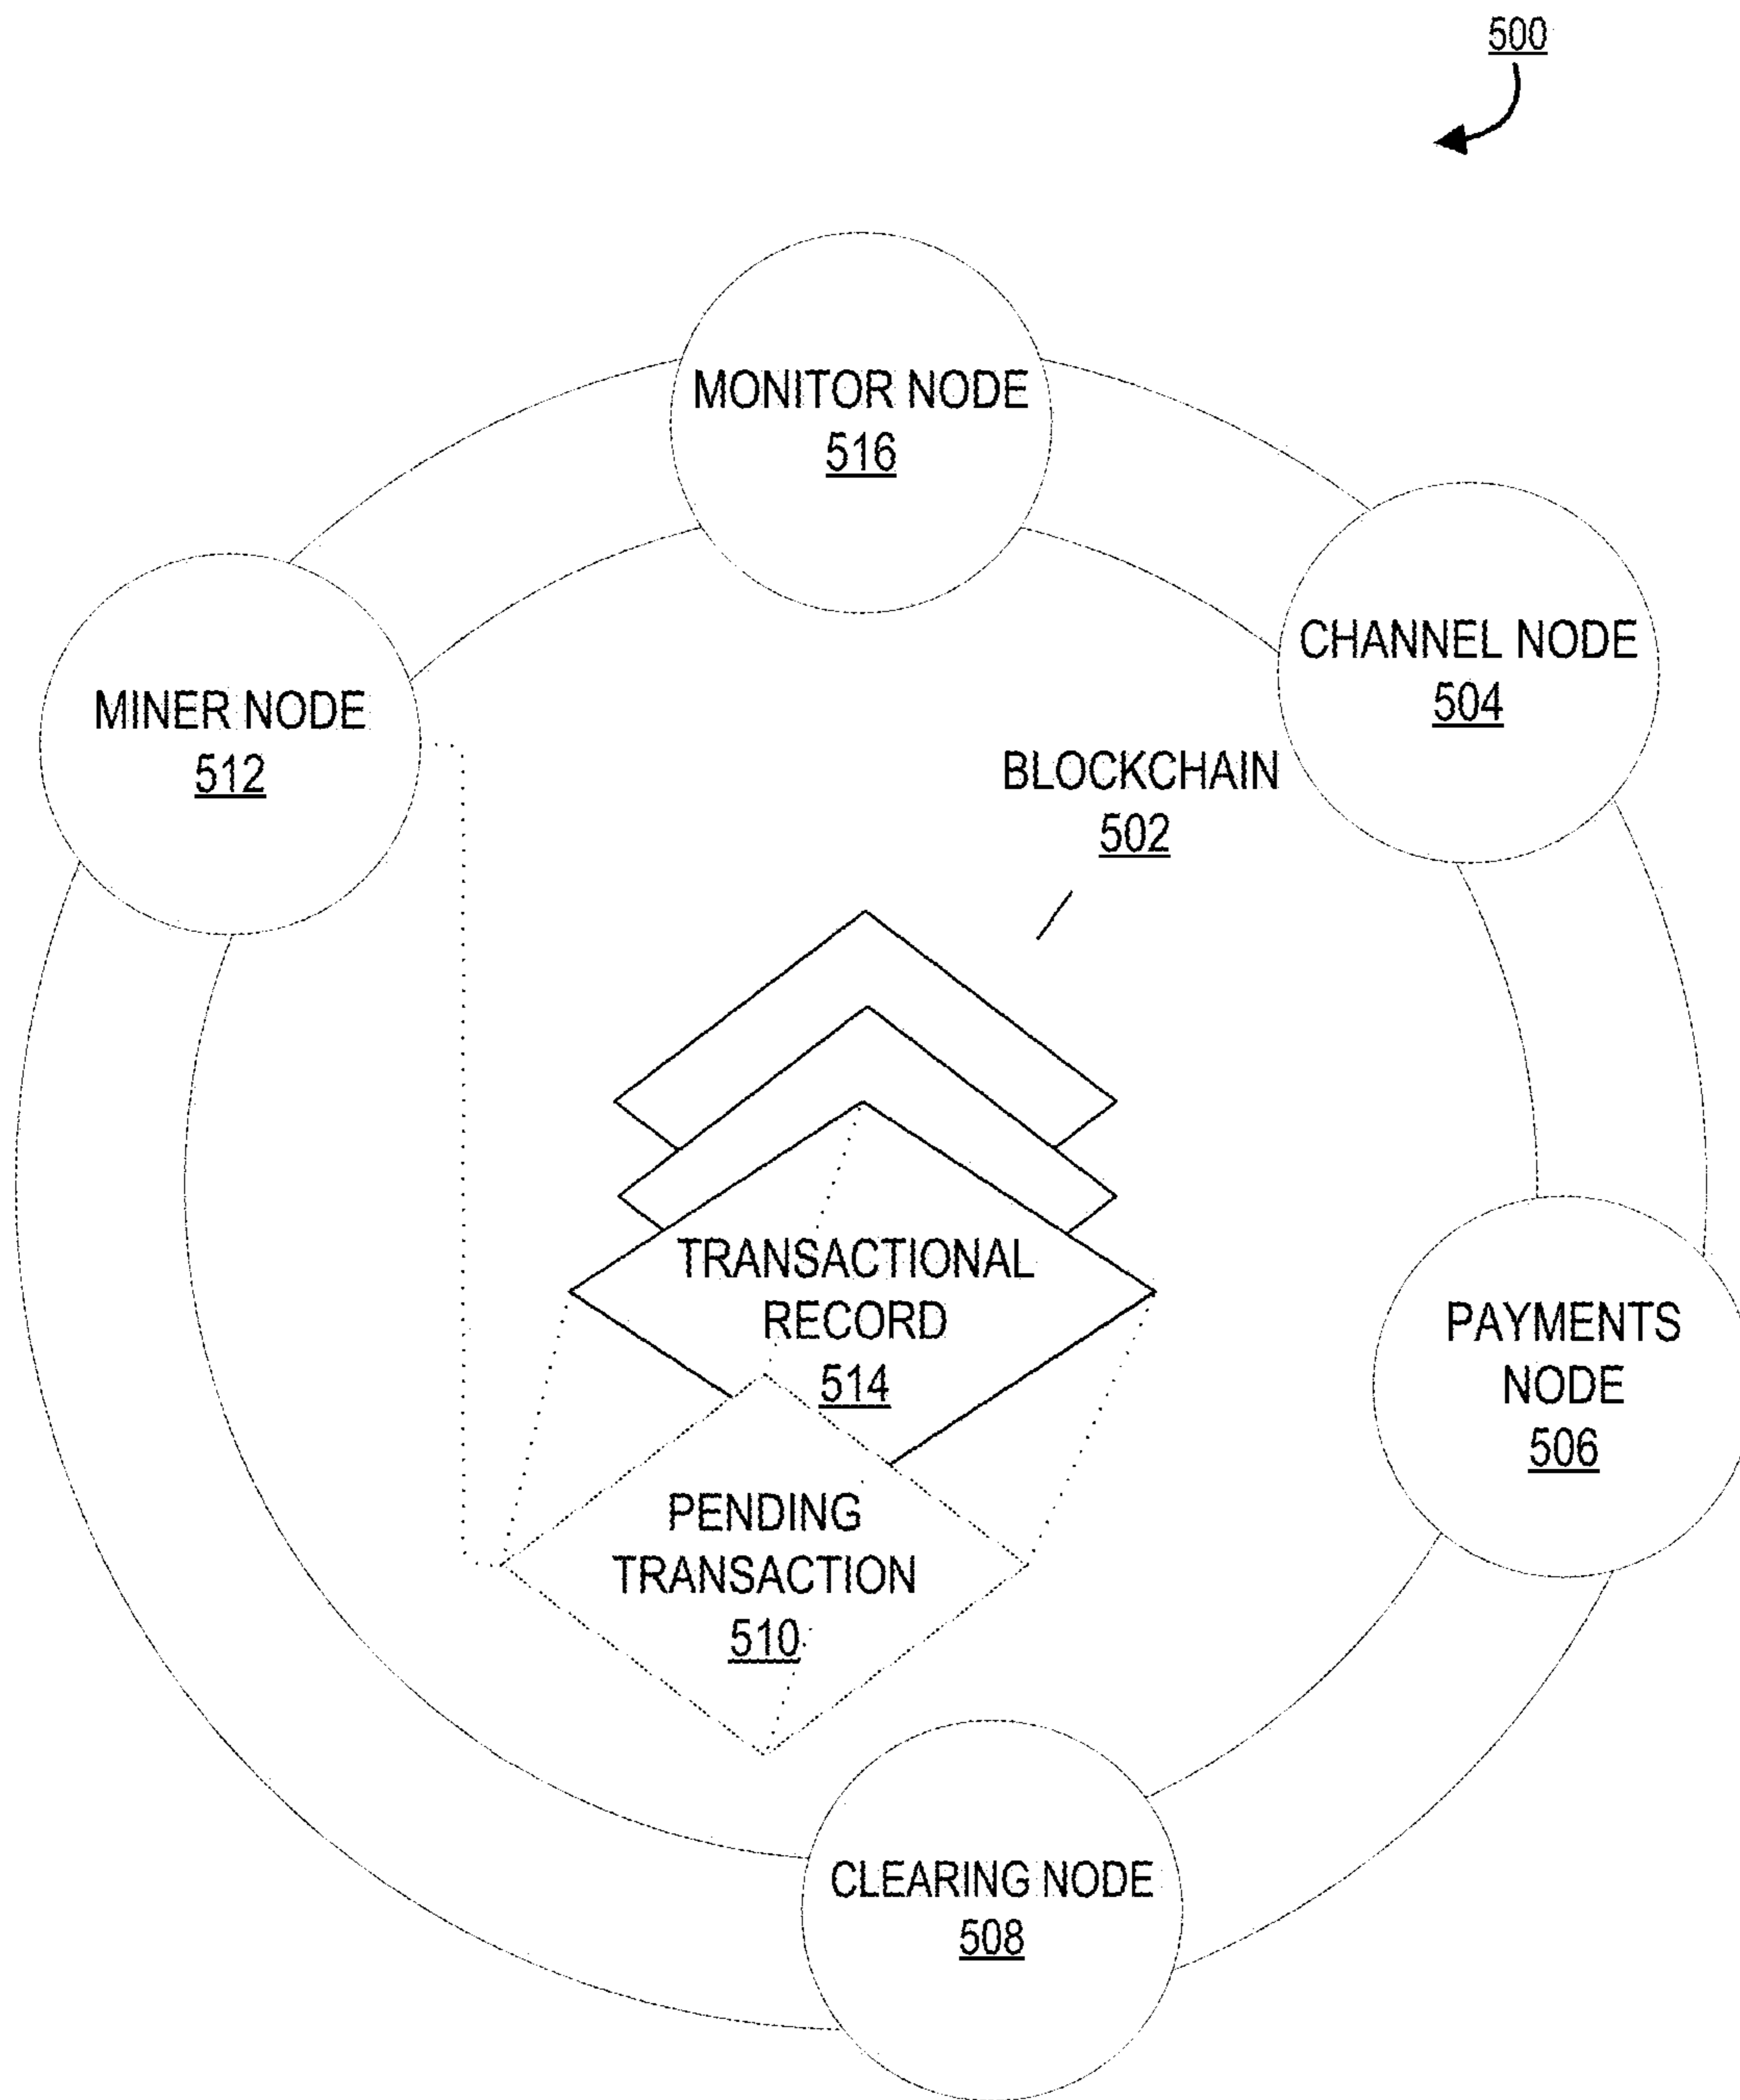 500
MONITOR NODE
516
CHANNEL NODE
504
MINER NODE
512
BLOCKCHAIN
502
TRANSACTIONAL
RECORD
514
PAYMENTS
NODE
506
PENDING
TRANSACTION
510
CLEARING NODE
508